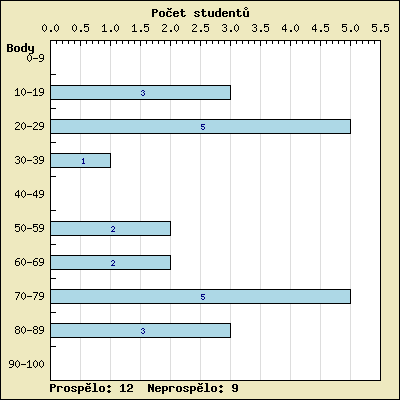 Počet studentů
0.0 0.5 1.0 1.5 2.0 2.5 3.0 3.5 4.0 4.5 5.0 5.5
Body
0-9
10-19 3
20-29 5
30-39 1
40-49
50-59 2
60-69 2
70-79 5
80-89 3
90-100
Prospělo: 12 Neprospělo: 9